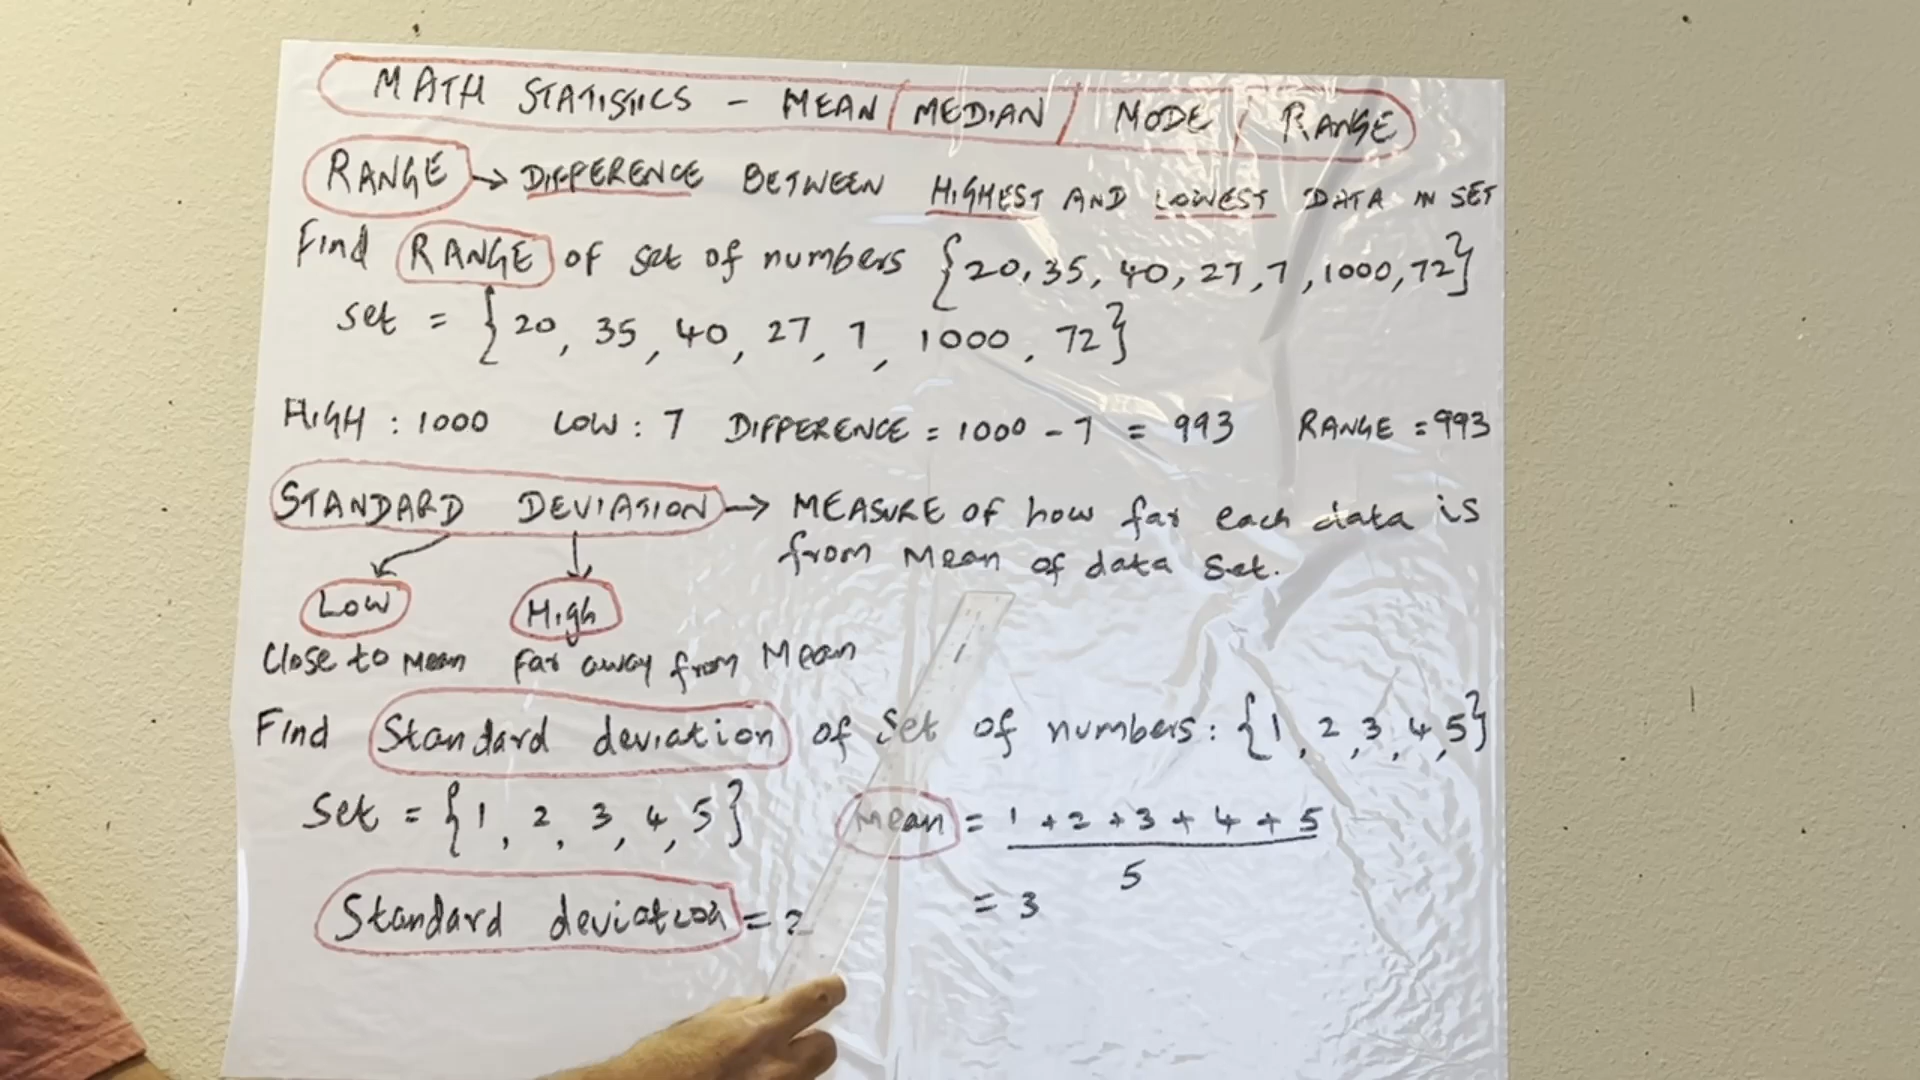 MATH STATISTICS - MEAN / MEDIAN / MODE / RANGE
RANGE → DIFFERENCE BETWEEN HIGHEST AND LOWEST DATA IN SET
Find RANGE of set of numbers {20, 35, 40, 27, 7, 1000, 72}
set = {20, 35, 40, 27, 7, 1000, 72}
HIGH : 1000 LOW : 7 DIFFERENCE = 1000 - 7 = 993 RANGE = 993
STANDARD DEVIATION → MEASURE of how far each data is
from Mean of data set.
Low High
Close to Mean far away from Mean
Find Standard deviation of set of numbers: {1, 2, 3, 4, 5}
Set = {1, 2, 3, 4, 5} Mean = 1 + 2 + 3 + 4 + 5
5
= 3
Standard deviation =